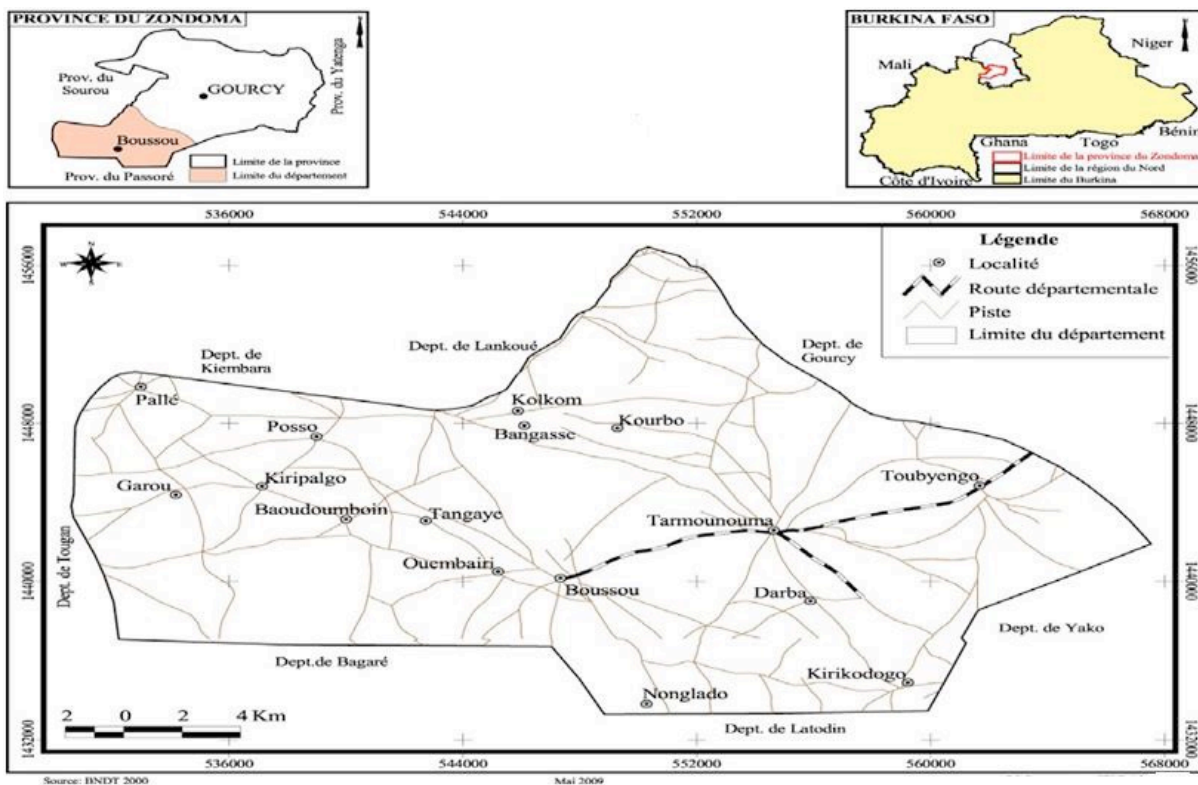 PROVINCE DU ZONDOMA
Prov. du
Sourou
GOURCY
Prov. du Yatenga
Boussou
Prov. du Passoré
Limite de la province
Limite du département
BURKINA FASO
Niger
Mali
Bénin
Ghana
Togo
Côte d'Ivoire
Limite de la province du Zondoma
Limite de la région du Nord
Limite du Burkina
536000
544000
552000
560000
568000
1456000
1456000
Légende
Localité
Route départementale
Piste
Limite du département
Dept. de
Kiembara
Dept. de Lankoué
Dept. de
Gourcy
Pallé
Kolkom
Kourbo
Posso
Bangasse
1448000
1448000
Garou
Kiripalgo
Toubyengo
Baoudoumboin
Tangaye
Tarmounouma
Dept. de Tougan
Ouembairi
Boussou
1440000
1440000
Darba
Dept. de Yako
Dept.de Bagaré
Kirikodogo
Nonglado
Dept. de Latodin
2 0 2 4 Km
1432000
1432000
536000
544000
552000
560000
568000
Source: BNDT 2000
Mai 2009